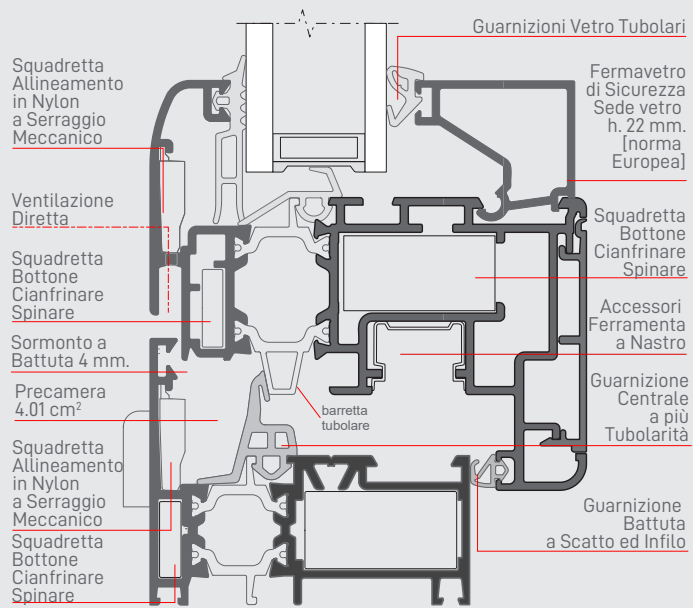 Squadretta
Allineamento
in Nylon
a Serraggio
Meccanico
Ventilazione
Diretta
Squadretta
Bottone
Cianfrinare
Spinare
Sormonto a
Battuta 4 mm.
Precamera
4.01 cm²
Squadretta
Allineamento
in Nylon
a Serraggio
Meccanico
Squadretta
Bottone
Cianfrinare
Spinare
barretta
tubolare
Guarnizioni Vetro Tubolari
Fermavetro
di Sicurezza
Sede vetro
h. 22 mm.
[norma
Europea]
Squadretta
Bottone
Cianfrinare
Spinare
Accessori
Ferramenta
a Nastro
Guarnizione
Centrale
a più
Tubolarità
Guarnizione
Battuta
a Scatto ed Infilo